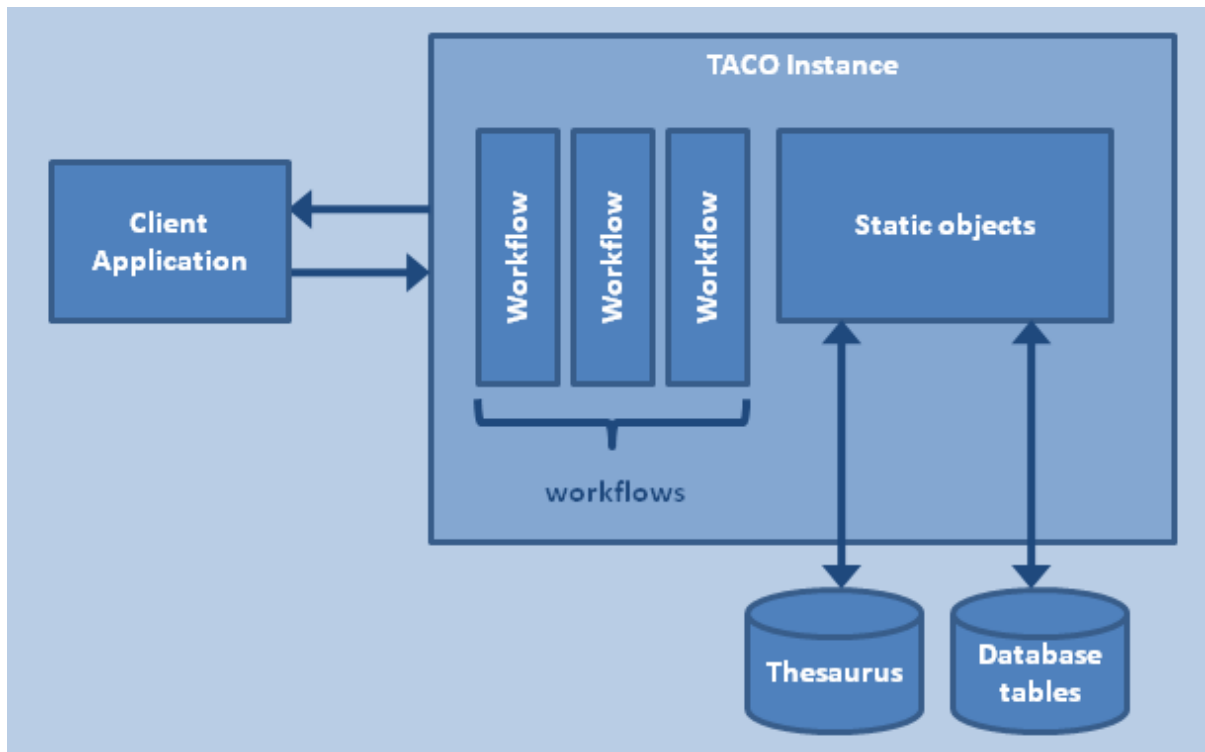 TACO Instance
Client
Application
Workflow
Workflow
Workflow
Static objects
workflows
Thesaurus
Database
tables